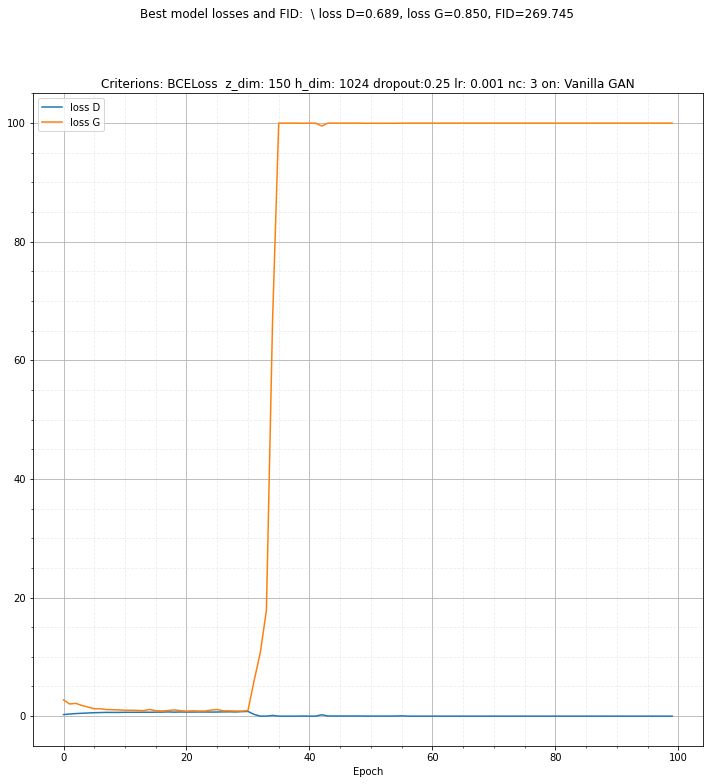 Best model losses and FID:  \ loss D=0.689, loss G=0.850, FID=269.745
Criterions: BCELoss  z_dim: 150 h_dim: 1024 dropout:0.25 lr: 0.001 nc: 3 on: Vanilla GAN
loss D
loss G
100
80
60
40
20
0
0 20 40 60 80 100
Epoch